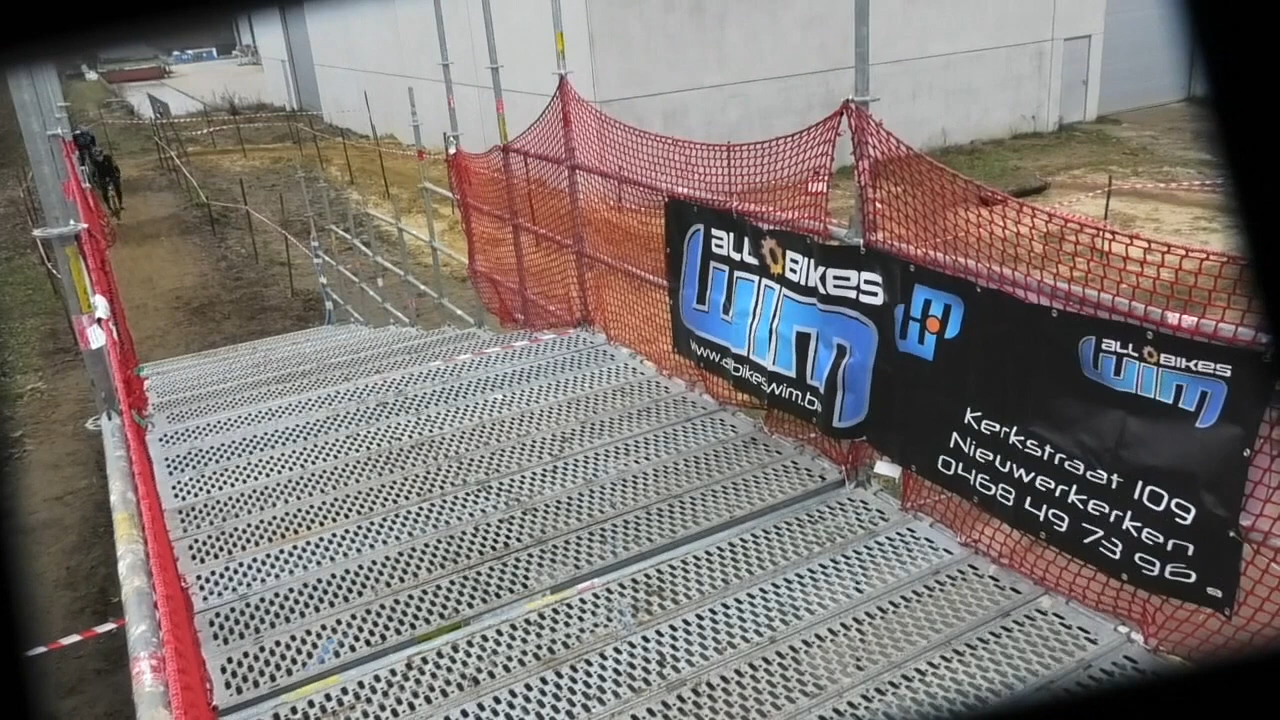 ALL BIKES
WIM
www.allbikeswim.be
ALL BIKES
WIM
Kerkstraat 109
Nieuwerkerken
0468 49 73 96